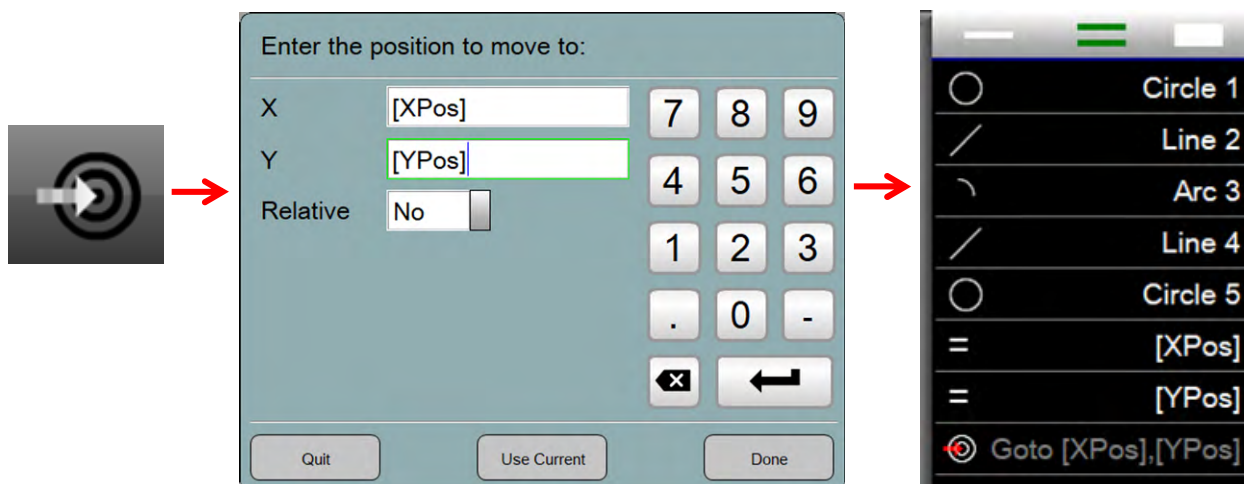 Enter the position to move to:
X [XPos] 7 8 9
Y [YPos]
4 5 6
Relative No
1 2 3
. 0 -
Quit Use Current Done
Circle 1
Line 2
Arc 3
Line 4
Circle 5
= [XPos]
= [YPos]
Goto [XPos],[YPos]